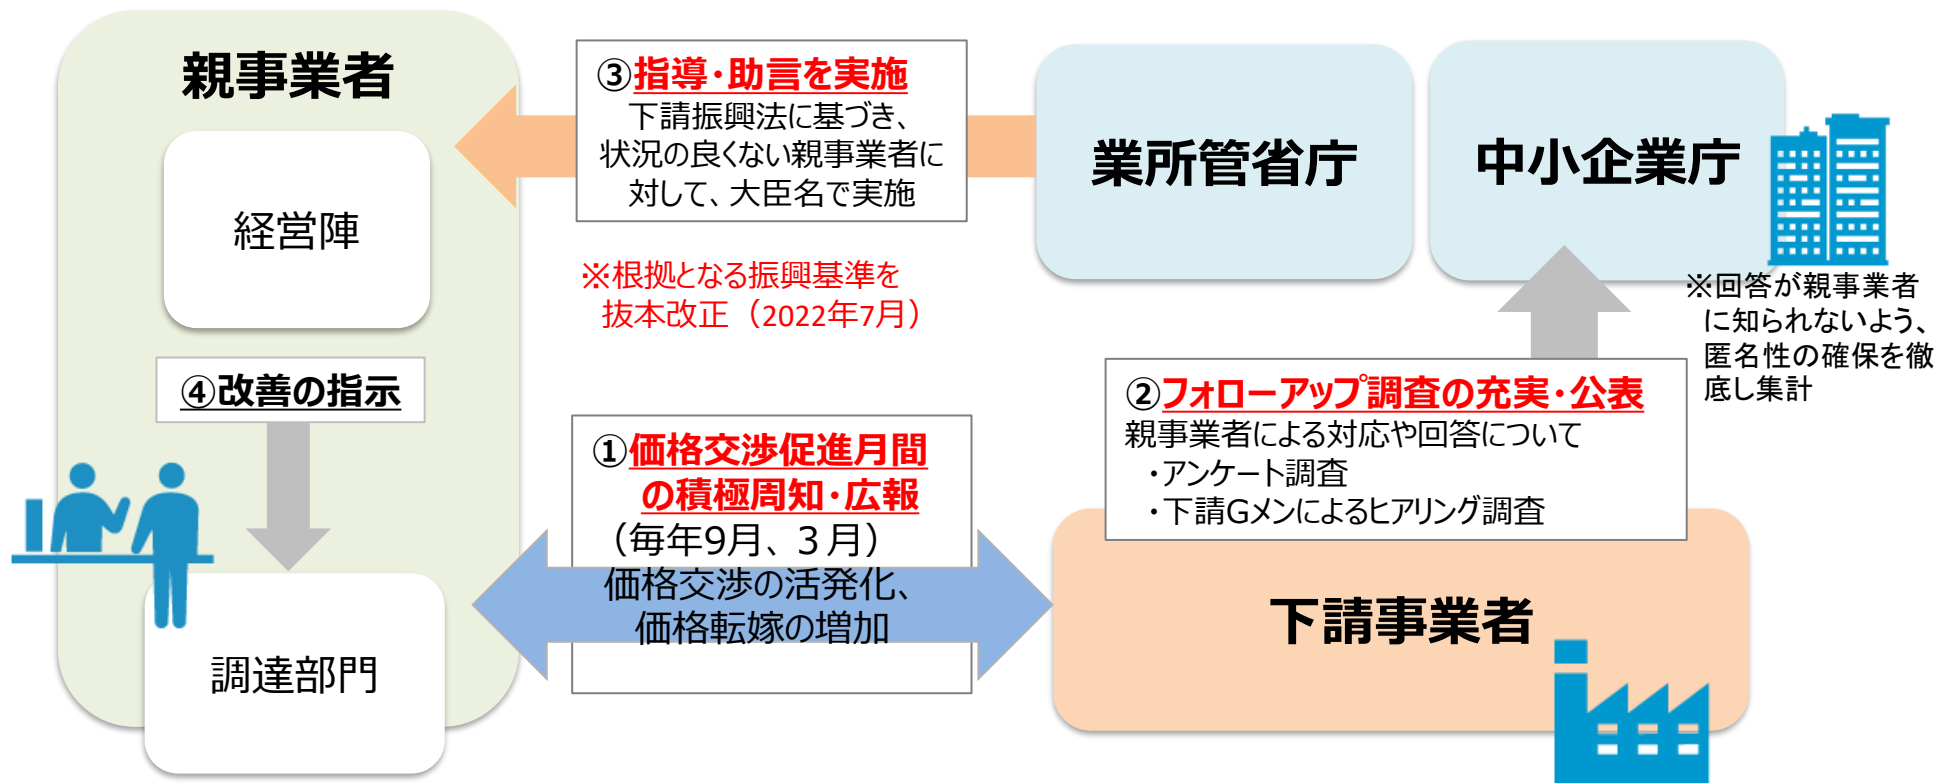 親事業者
経営陣
④改善の指示
調達部門
③指導・助言を実施
下請振興法に基づき、
状況の良くない親事業者に
対して、大臣名で実施
※根拠となる振興基準を
抜本改正（2022年7月）
①価格交渉促進月間
の積極周知・広報
（毎年9月、３月）
価格交渉の活発化、
価格転嫁の増加
業所管省庁
中小企業庁
※回答が親事業者
に知られないよう、
匿名性の確保を徹
底し集計
②フォローアップ調査の充実・公表
親事業者による対応や回答について
・アンケート調査
・下請Gメンによるヒアリング調査
下請事業者